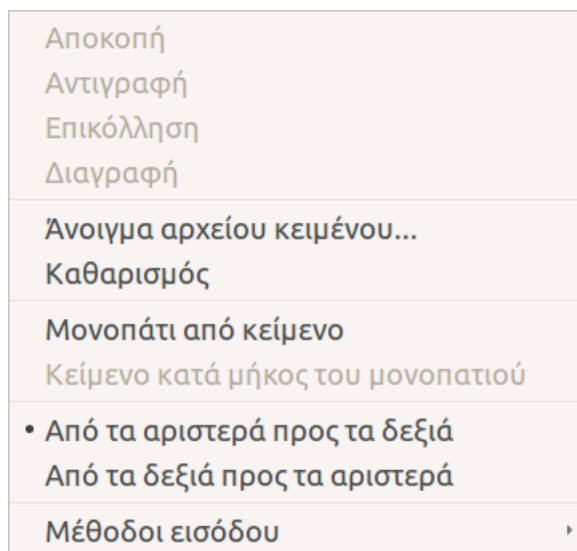 Αποκοπή
Αντιγραφή
Επικόλληση
Διαγραφή
Άνοιγμα αρχείου κειμένου...
Καθαρισμός
Μονοπάτι από κείμενο
Κείμενο κατά μήκος του μονοπατιού
• Από τα αριστερά προς τα δεξιά
Από τα δεξιά προς τα αριστερά
Μέθοδοι εισόδου